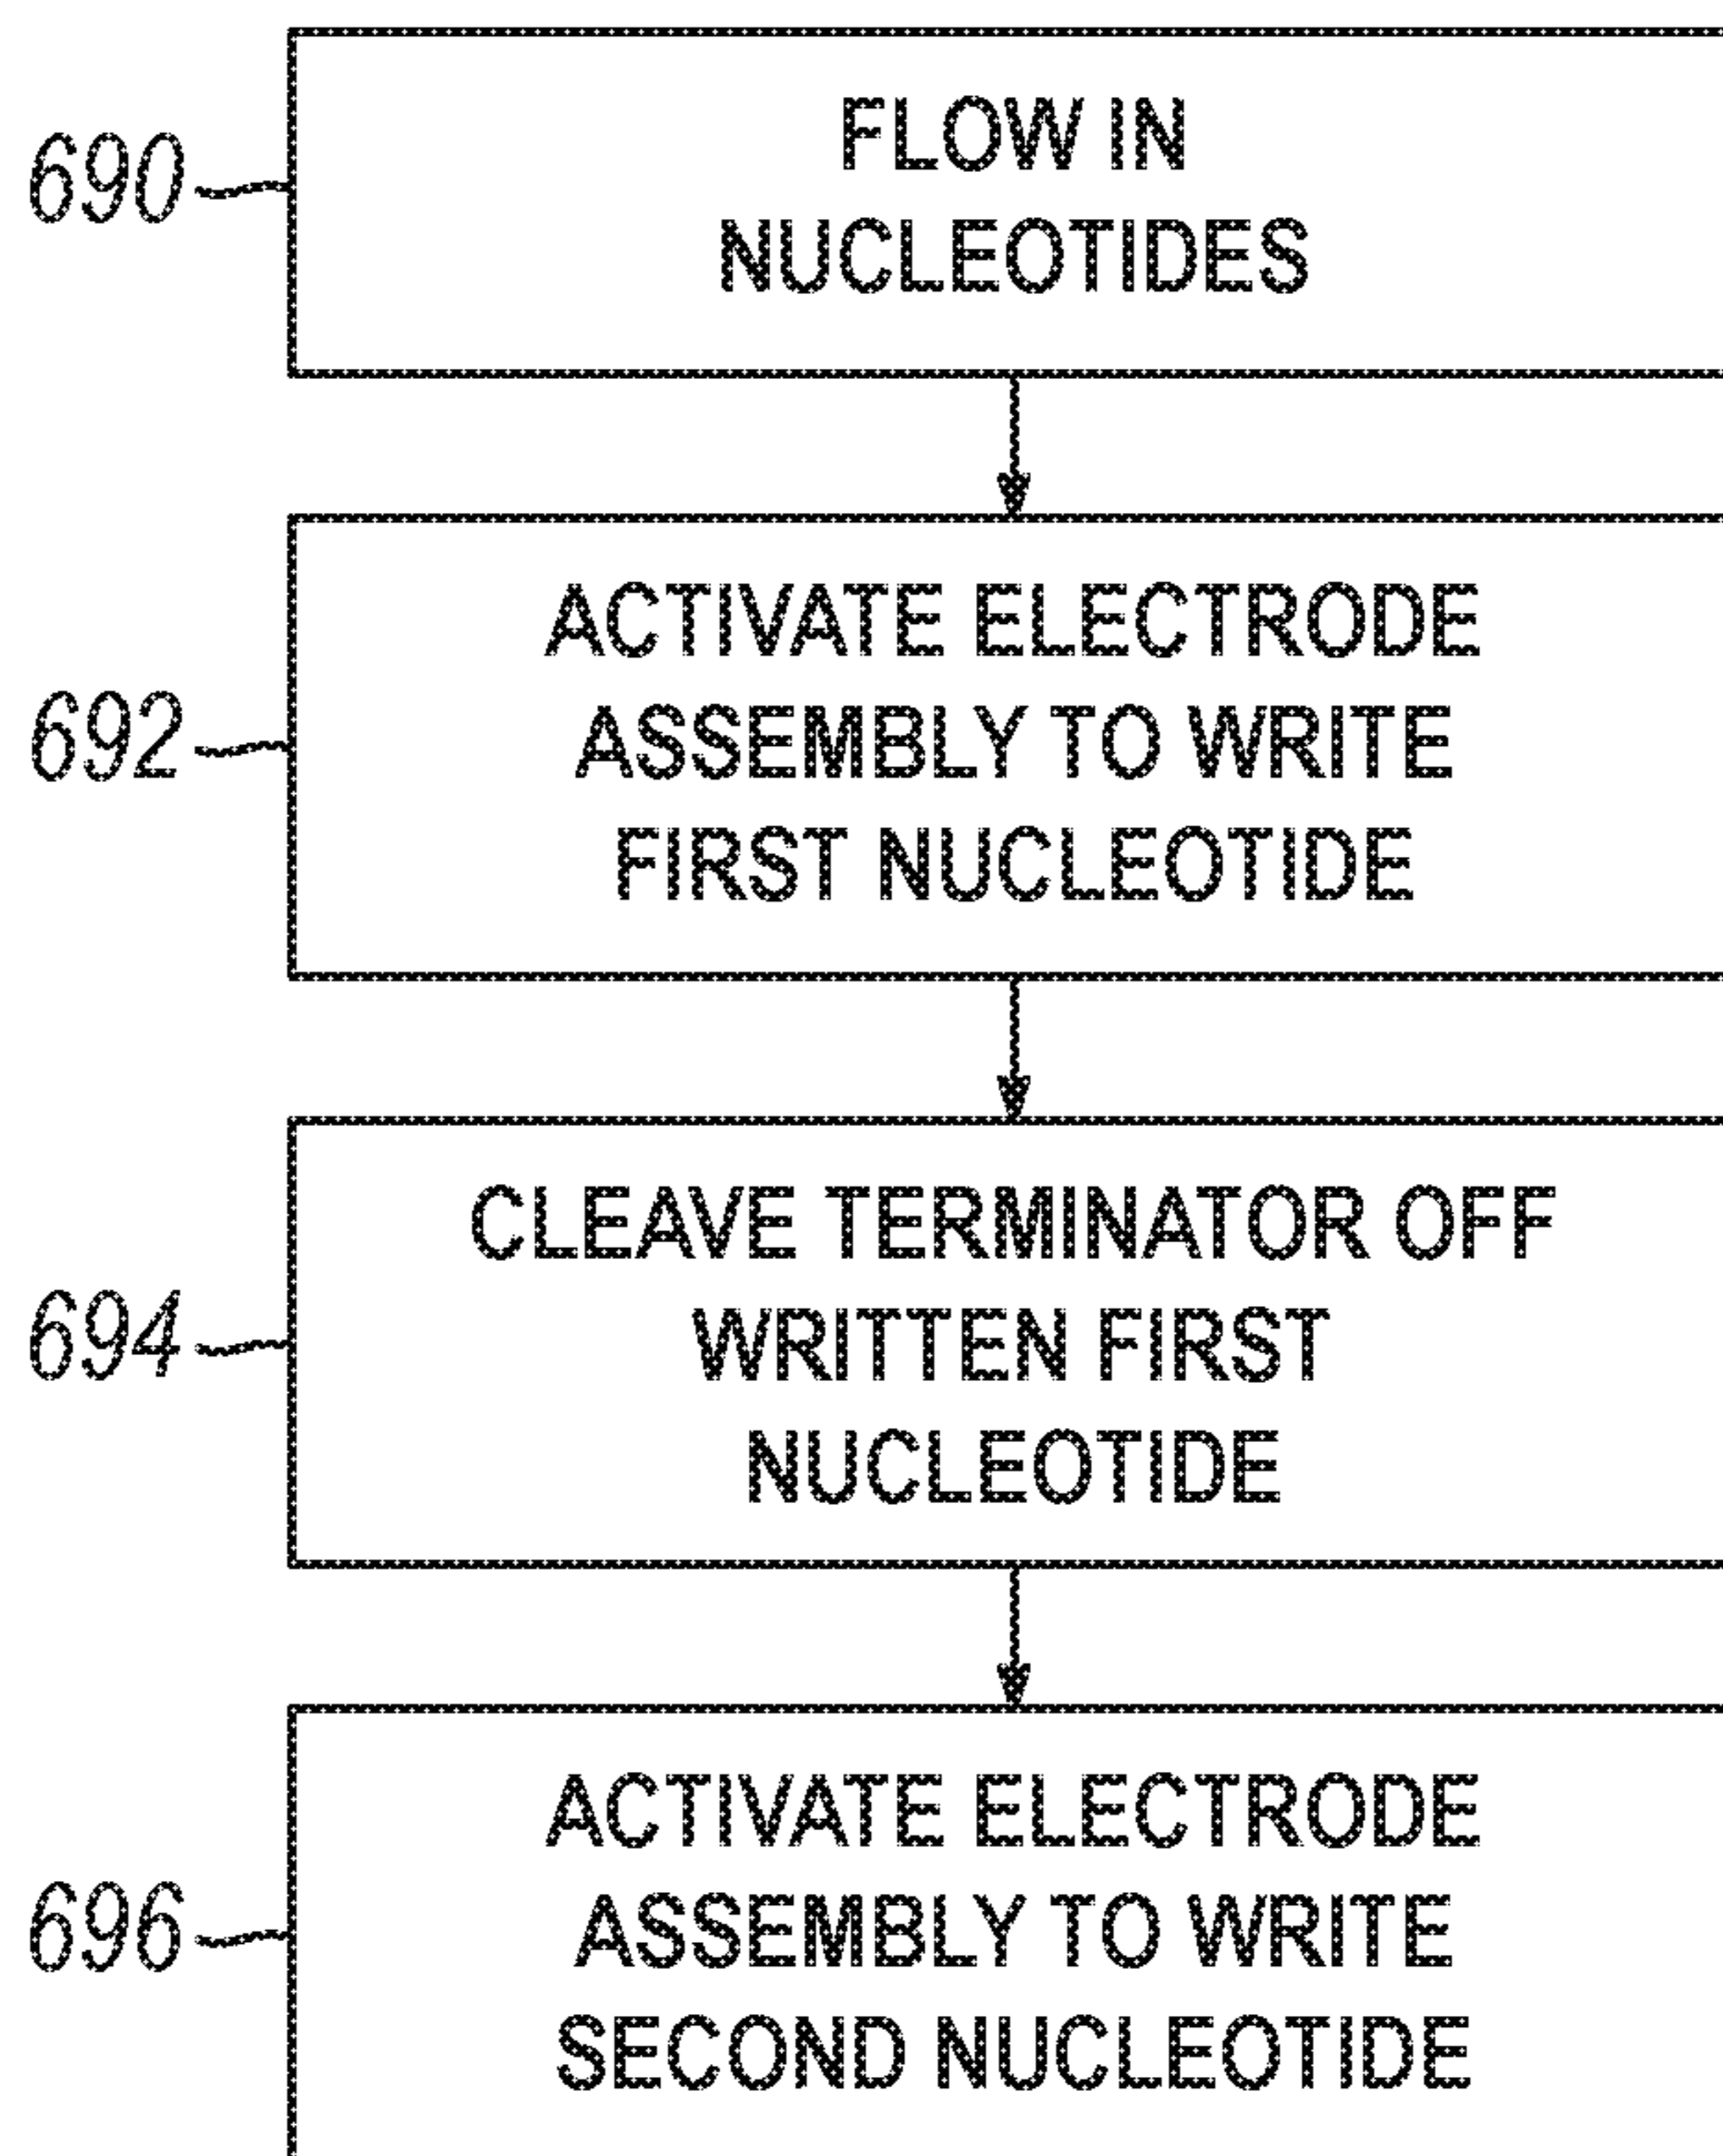 690
FLOW IN
NUCLEOTIDES
692
ACTIVATE ELECTRODE
ASSEMBLY TO WRITE
FIRST NUCLEOTIDE
694
CLEAVE TERMINATOR OFF
WRITTEN FIRST
NUCLEOTIDE
696
ACTIVATE ELECTRODE
ASSEMBLY TO WRITE
SECOND NUCLEOTIDE